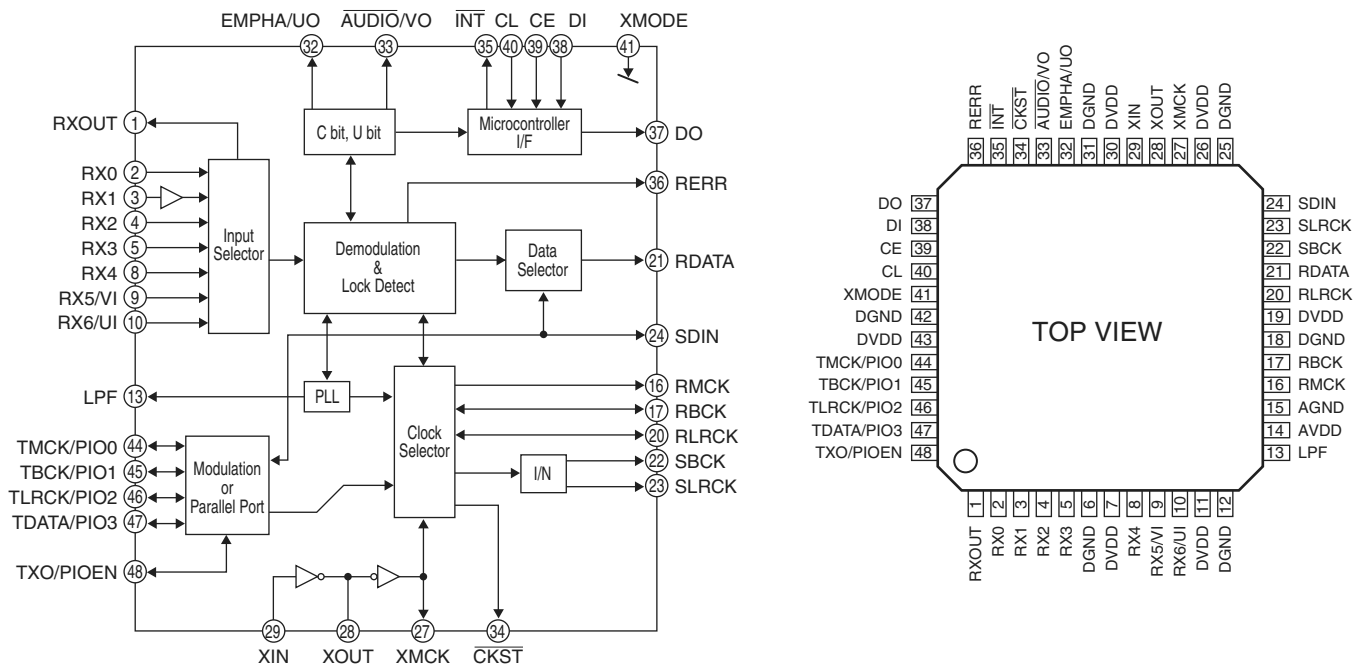 EMPHA/UO
AUDIO/VO
INT
CL
CE
DI
XMODE
32
33
35
40
39
38
41
RXOUT
1
C bit, U bit
Microcontroller
I/F
37
DO
RX0
2
RX1
3
RX2
4
RX3
5
RX4
8
RX5/VI
9
RX6/UI
10
Input
Selector
Demodulation
&
Lock Detect
Data
Selector
36
RERR
21
RDATA
24
SDIN
LPF
13
PLL
Clock
Selector
16
RMCK
17
RBCK
20
RLRCK
I/N
22
SBCK
23
SLRCK
TMCK/PIO0
44
TBCK/PIO1
45
TLRCK/PIO2
46
TDATA/PIO3
47
Modulation
or
Parallel Port
TXO/PIOEN
48
29
28
27
34
XIN
XOUT
XMCK
CKST
RERR
INT
CKST
AUDIO/VO
EMPHA/UO
DGND
DVDD
XIN
XOUT
XMCK
DVDD
DGND
36
35
34
33
32
31
30
29
28
27
26
25
DO 37
DI 38
CE 39
CL 40
XMODE 41
DGND 42
DVDD 43
TMCK/PIO0 44
TBCK/PIO1 45
TLRCK/PIO2 46
TDATA/PIO3 47
TXO/PIOEN 48
TOP VIEW
24 SDIN
23 SLRCK
22 SBCK
21 RDATA
20 RLRCK
19 DVDD
18 DGND
17 RBCK
16 RMCK
15 AGND
14 AVDD
13 LPF
1
2
3
4
5
6
7
8
9
10
11
12
RXOUT
RX0
RX1
RX2
RX3
DGND
DVDD
RX4
RX5/VI
RX6/UI
DVDD
DGND